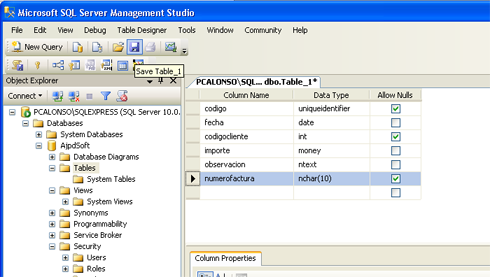 Microsoft SQL Server Management Studio
File Edit View Debug Table Designer Tools Window Community Help
New Query
Save Table_1
Object Explorer
Connect
PCALONSO\SQLEXPRESS (SQL Server 10.0.
Databases
System Databases
AjpdSoft
Database Diagrams
Tables
System Tables
Views
System Views
Synonyms
Programmability
Service Broker
Security
Users
Roles
PCALONSO\SQL... dbo.Table_1*
Column Name Data Type Allow Nulls
codigo uniqueidentifier
fecha date
codigocliente int
importe money
observacion ntext
numerofactura nchar(10)
Column Properties